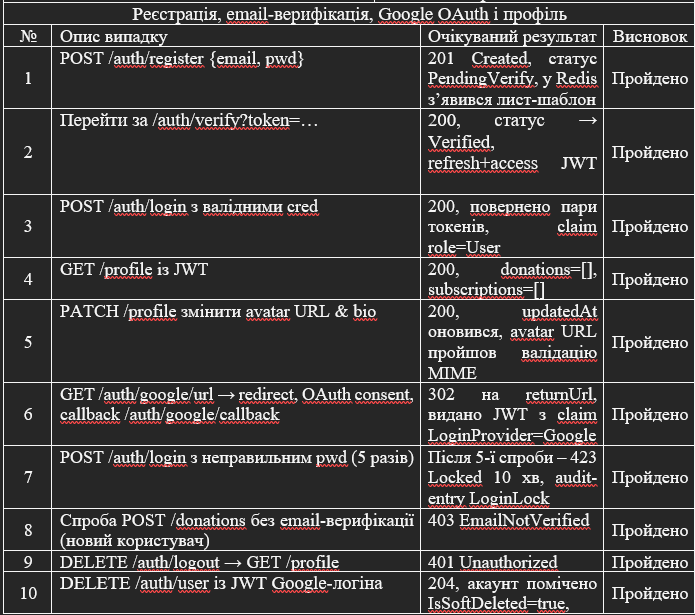 Реєстрація, email-верифікація, Google OAuth і профіль
№ Опис випадку Очікуваний результат Висновок
1 POST /auth/register {email, pwd} 201 Created, статус Пройдено
PendingVerify, у Redis
з’явився лист-шаблон
2 Перейти за /auth/verify?token=… 200, статус → Пройдено
Verified,
refresh+access JWT
3 POST /auth/login з валідними cred 200, повернено пари Пройдено
токенів, claim
role=User
4 GET /profile із JWT 200, donations=[], Пройдено
subscriptions=[]
5 PATCH /profile змінити avatar URL & bio 200, updatedAt Пройдено
оновився, avatar URL
пройшов валідацію
MIME
6 GET /auth/google/url → redirect, OAuth consent, 302 на returnUrl, Пройдено
callback /auth/google/callback видано JWT з claim
LoginProvider=Google
7 POST /auth/login з неправильним pwd (5 разів) Після 5-ї спроби – 423 Пройдено
Locked 10 хв, audit-
entry LoginLock
8 Спроба POST /donations без email-верифікації 403 EmailNotVerified Пройдено
(новий користувач)
9 DELETE /auth/logout → GET /profile 401 Unauthorized Пройдено
10 DELETE /auth/user із JWT Google-логіна 204, акаунт помічено Пройдено
IsSoftDeleted=true,